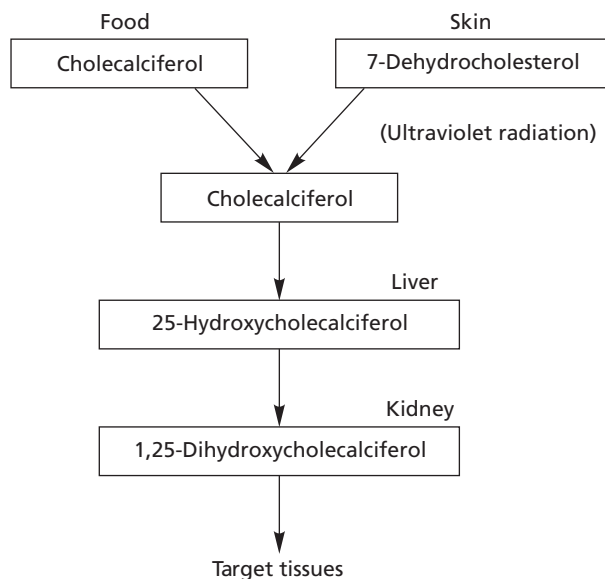 Food
Skin
Cholecalciferol
7-Dehydrocholesterol
(Ultraviolet radiation)
Cholecalciferol
Liver
25-Hydroxycholecalciferol
Kidney
1,25-Dihydroxycholecalciferol
Target tissues